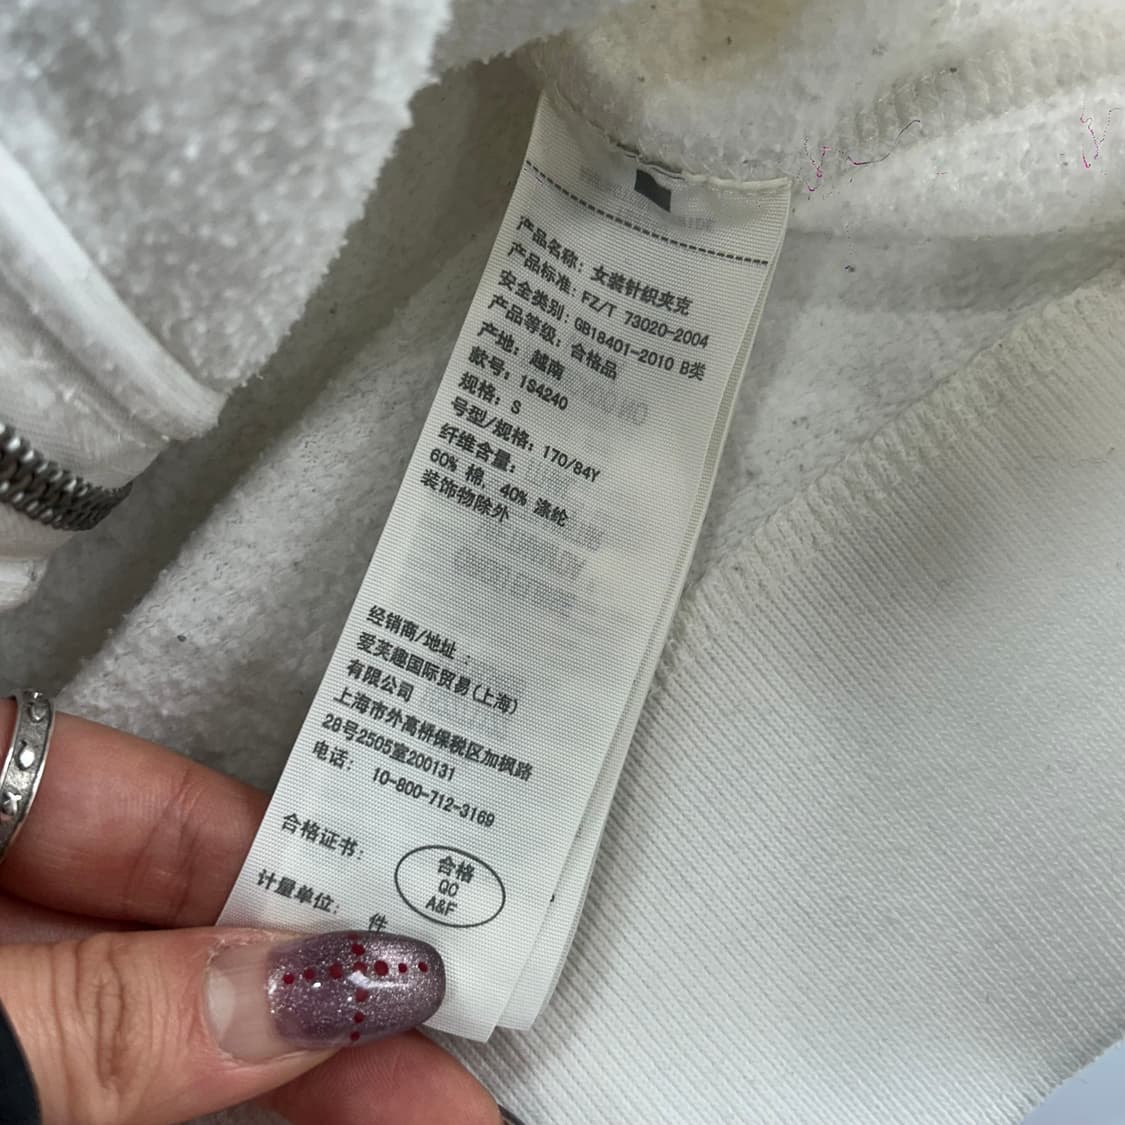 产品名称: 女装针织夹克
产品标准: FZ/T 73020-2004
安全类别: GB18401-2010 B类
产品等级: 合格品
产地: 越南
款号: 1S4240
规格: S
号型/规格: 170/84Y
纤维含量:
60% 棉, 40% 涤纶
装饰物除外
经销商/地址:
爱芙趣国际贸易(上海)
有限公司
上海市外高桥保税区加枫路
28号2505室200131
电话: 10-800-712-3169
合格证书:
合格
QC
A&F
计量单位: 件